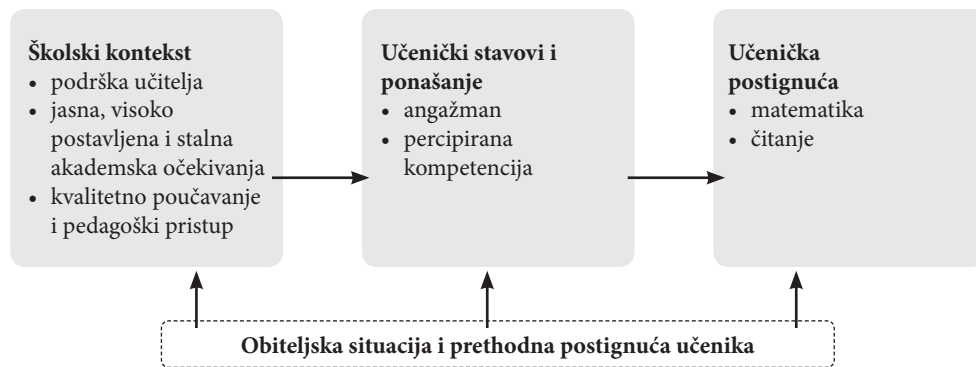 Školski kontekst
• podrška učitelja
• jasna, visoko
postavljena i stalna
akademska očekivanja
• kvalitetno poučavanje
i pedagoški pristup
Učenički stavovi i
ponašanje
• angažman
• percipirana
kompetencija
Učenička
postignuća
• matematika
• čitanje
Obiteljska situacija i prethodna postignuća učenika